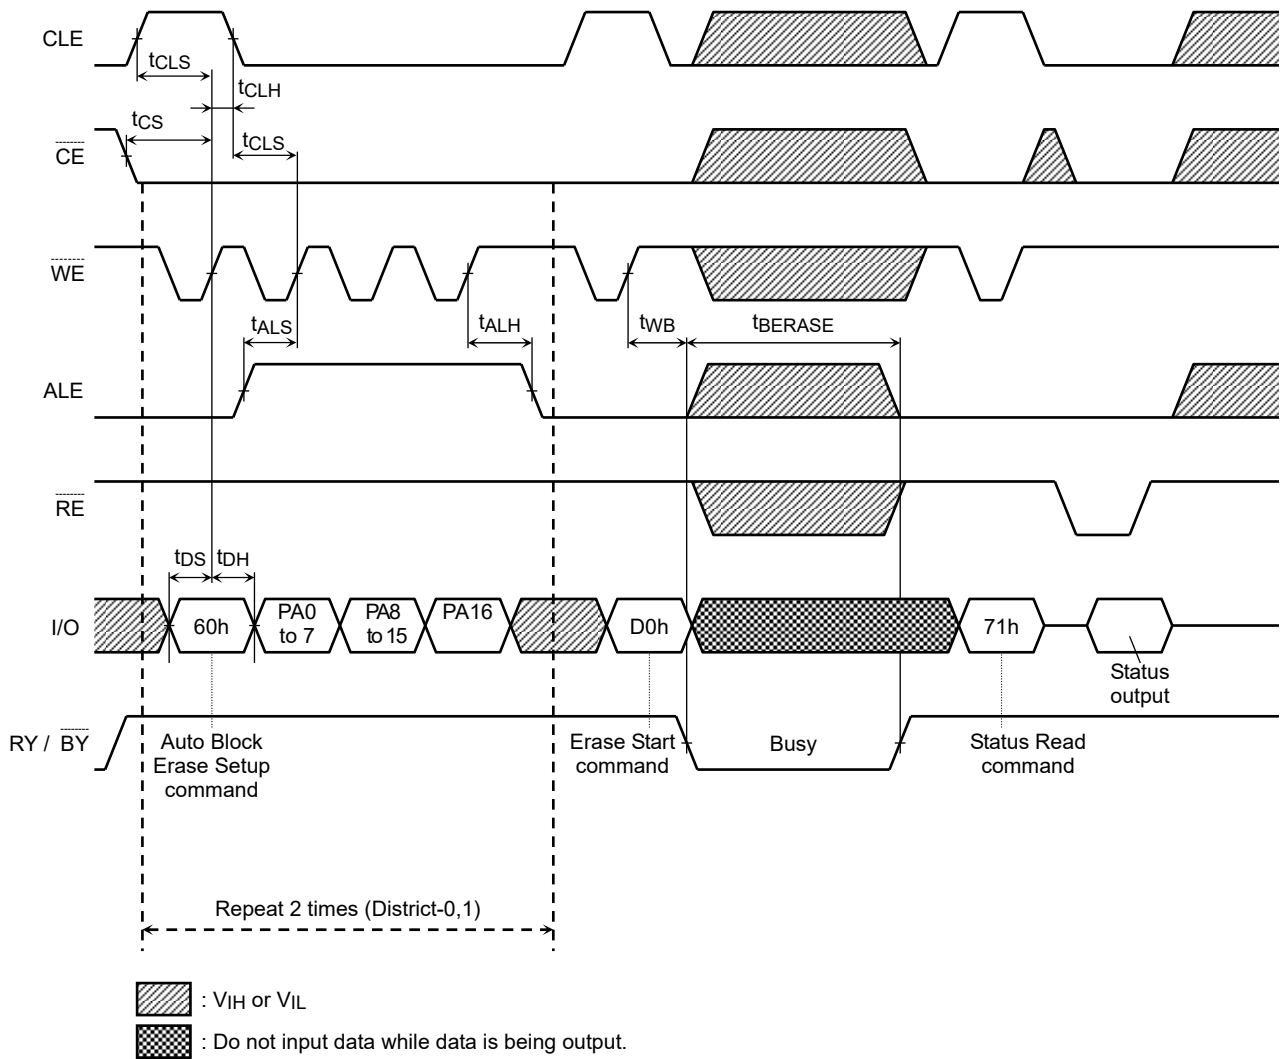 CLE
tCLS
tCLH
tCS
tCLS
CE
WE
tALS
tALH
tWB
tBERASE
ALE
RE
tDS
tDH
I/O
60h
PA0
to 7
PA8
to 15
PA16
D0h
71h
Status
output
RY / BY
Auto Block
Erase Setup
command
Erase Start
command
Busy
Status Read
command
Repeat 2 times (District-0,1)
: VIH or VIL
: Do not input data while data is being output.